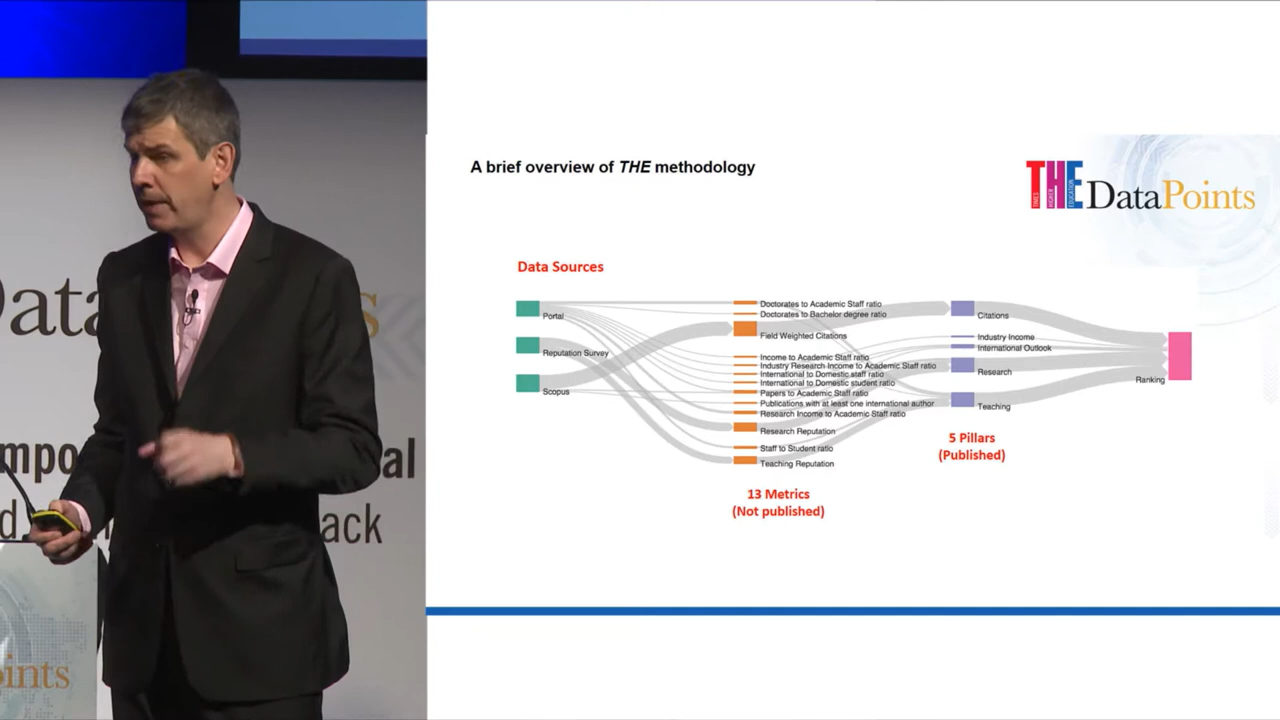 A brief overview of THE methodology
TIMES HIGHER EDUCATION
THE DataPoints
Data Sources
Portal
Reputation Survey
Scopus
Doctorates to Academic Staff ratio
Doctorates to Bachelor degree ratio
Field Weighted Citations
Income to Academic Staff ratio
Industry Research Income to Academic Staff ratio
International to Domestic staff ratio
International to Domestic student ratio
Papers to Academic Staff ratio
Publications with at least one international author
Research Income to Academic Staff ratio
Research Reputation
Staff to Student ratio
Teaching Reputation
13 Metrics
(Not published)
Citations
Industry Income
International Outlook
Research
Teaching
5 Pillars
(Published)
Ranking